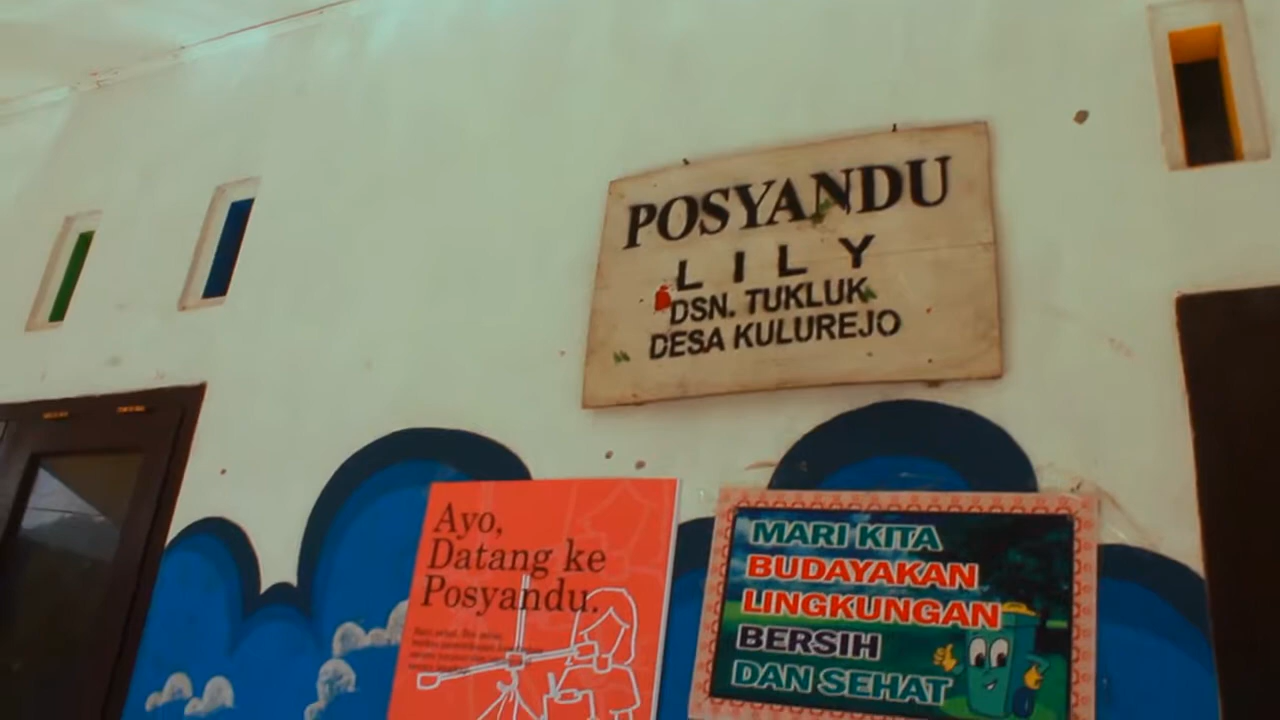 POSYANDU
LILY
DSN. TUKLUK
DESA KULUREJO
Ayo,
Datang ke
Posyandu.
MARI KITA
BUDAYAKAN
LINGKUNGAN
BERSIH
DAN SEHAT